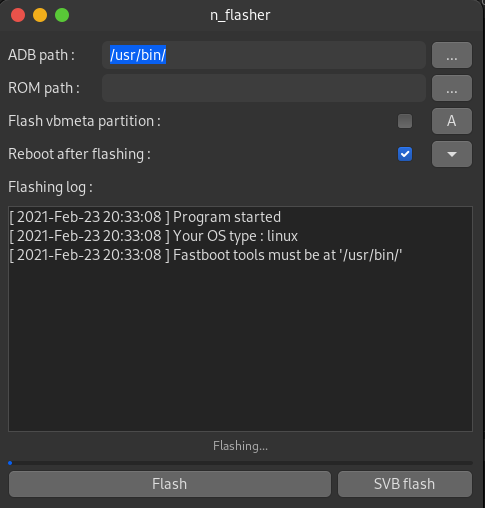 n_flasher
ADB path :
/usr/bin/
...
ROM path :
...
Flash vbmeta partition :
A
Reboot after flashing :
Flashing log :
[ 2021-Feb-23 20:33:08 ] Program started
[ 2021-Feb-23 20:33:08 ] Your OS type : linux
[ 2021-Feb-23 20:33:08 ] Fastboot tools must be at '/usr/bin/'
Flashing...
Flash
SVB flash